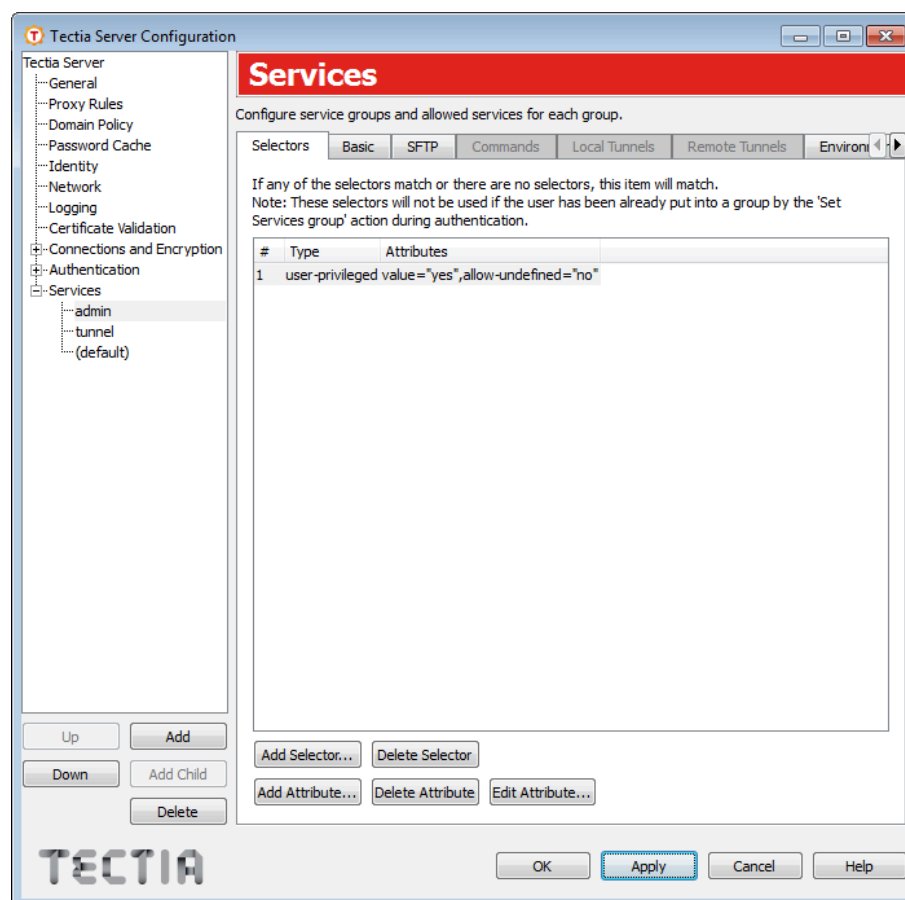 Tectia Server Configuration
Tectia Server
General
Proxy Rules
Domain Policy
Password Cache
Identity
Network
Logging
Certificate Validation
Connections and Encryption
Authentication
Services
admin
tunnel
(default)
Up
Add
Down
Add Child
Delete
Services
Configure service groups and allowed services for each group.
Selectors Basic SFTP Commands Local Tunnels Remote Tunnels
If any of the selectors match or there are no selectors, this item will match.
Note: These selectors will not be used if the user has been already put into a group by the 'Set
Services group' action during authentication.
# Type Attributes
1 user-privileged value="yes",allow-undefined="no"
Add Selector... Delete Selector
Add Attribute... Delete Attribute Edit Attribute...
TECTIA
OK Apply Cancel Help